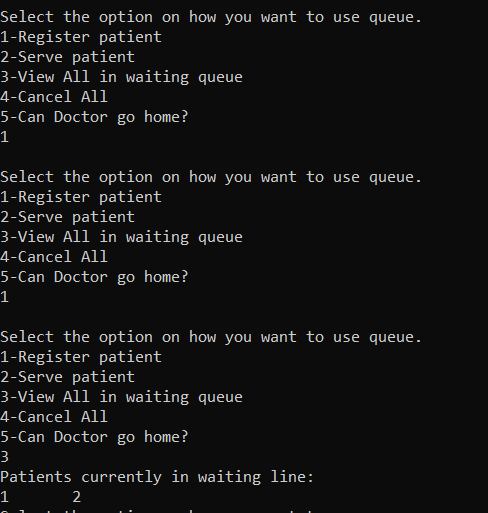 Select the option on how you want to use queue.
1-Register patient
2-Serve patient
3-View All in waiting queue
4-Cancel All
5-Can Doctor go home?
1
Select the option on how you want to use queue.
1-Register patient
2-Serve patient
3-View All in waiting queue
4-Cancel All
5-Can Doctor go home?
1
Select the option on how you want to use queue.
1-Register patient
2-Serve patient
3-View All in waiting queue
4-Cancel All
5-Can Doctor go home?
3
Patients currently in waiting line:
1 2